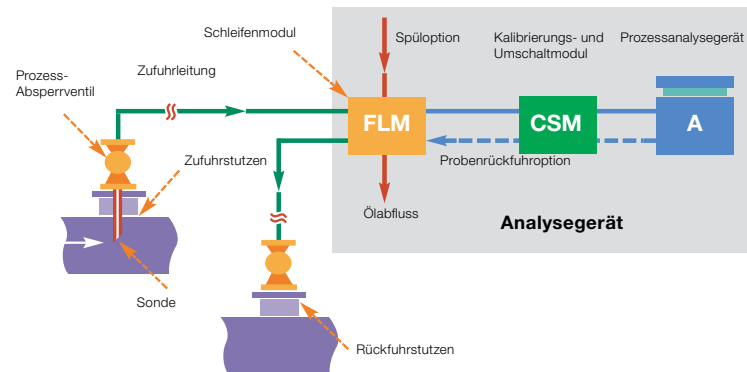 Schleifenmodul
Spüloption
Kalibrierungs- und
Umschaltmodul
Prozessanalysegerät
Prozess-
Absperrventil
Zufuhrleitung
FLM
CSM
A
Zufuhrstutzen
Probenrückfuhroption
Ölabfluss
Analysegerät
Sonde
Rückfuhrstutzen